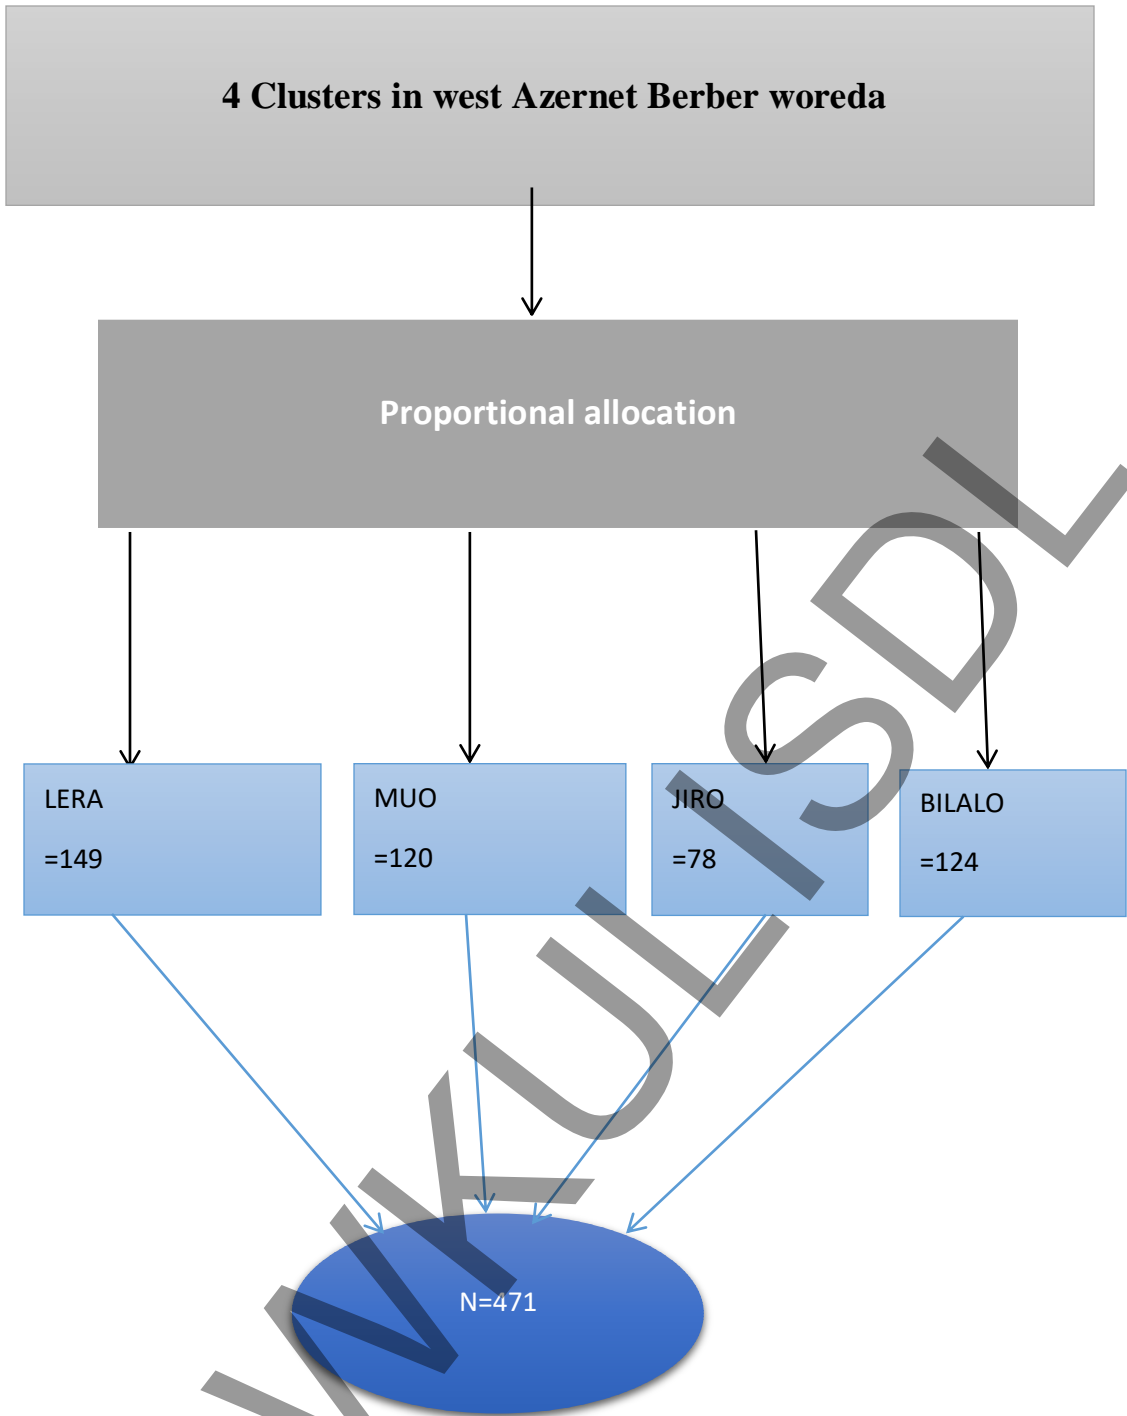 4 Clusters in west Azernet Berber woreda
Proportional allocation
LERA
=149
MUO
=120
JIRO
=78
BILALO
=124
N=471
WKULISDL